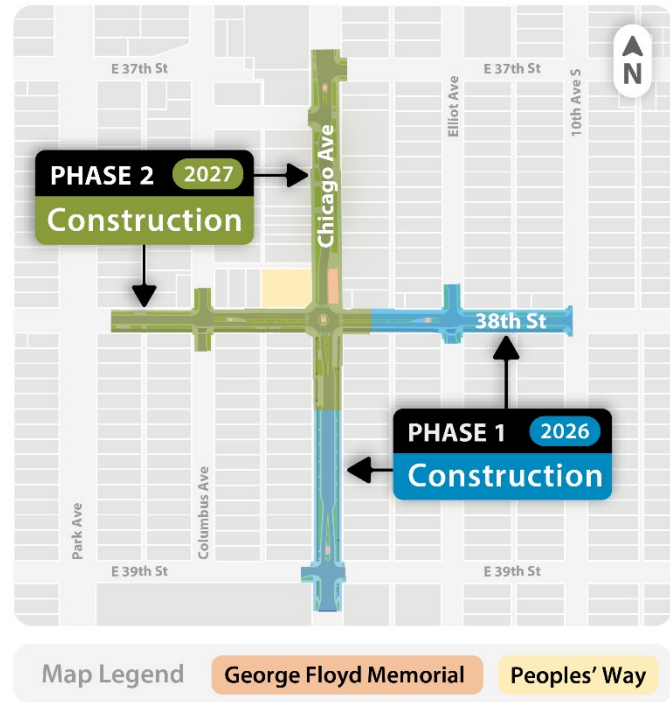 N
E 37th St
E 37th St
Elliot Ave
10th Ave S
Chicago Ave
PHASE 2 2027
Construction
38th St
PHASE 1 2026
Construction
Park Ave
Columbus Ave
E 39th St
E 39th St
Map Legend George Floyd Memorial Peoples' Way